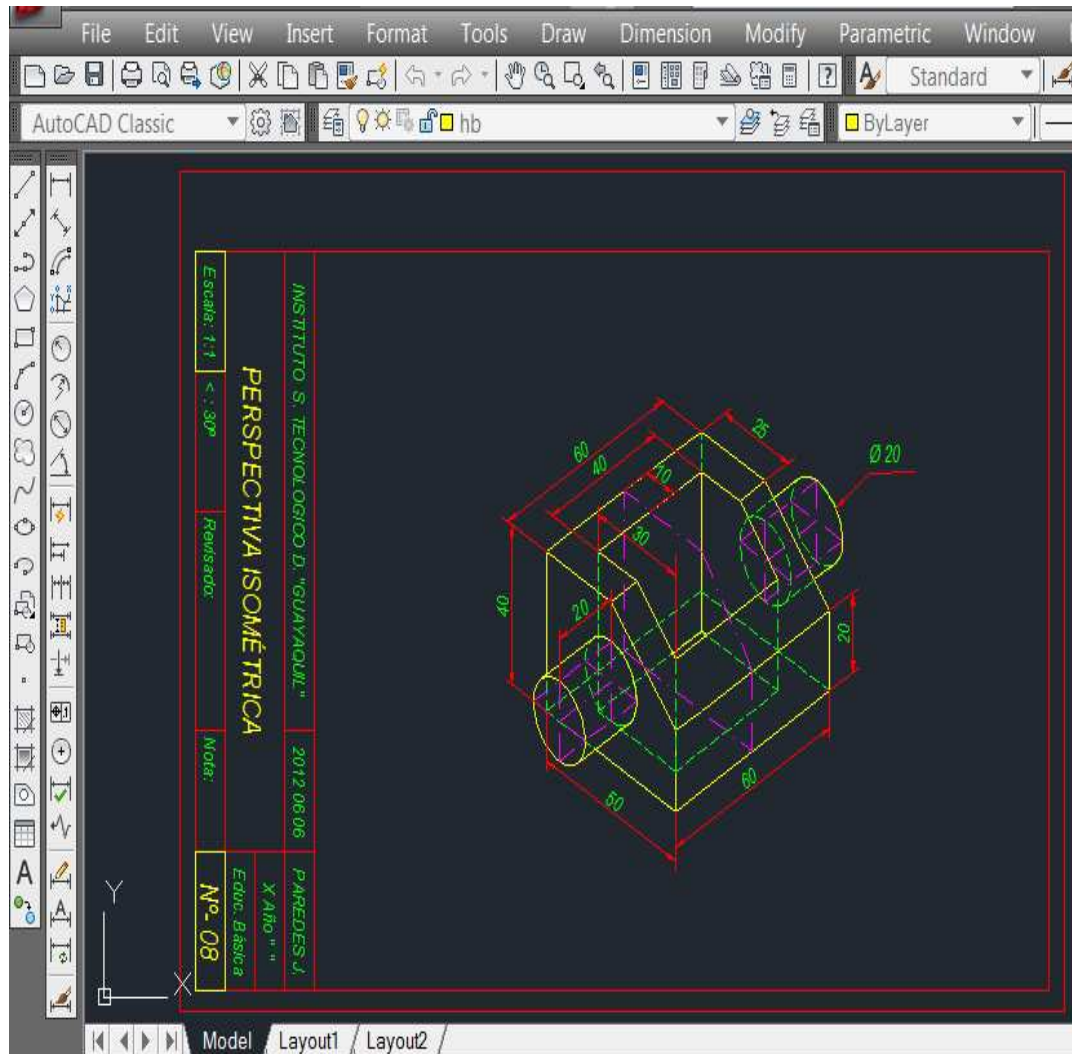 File Edit View Insert Format Tools Draw Dimension Modify Parametric Window
Standard
AutoCAD Classic hb ByLayer
INSTITUTO S. TECNOLOGICO D. "GUAYAQUIL" 2012 06 06 PAREDES J.
X Año " "
PERSPECTIVA ISOMÉTRICA Educ. Básica
Escala: 1:1 < : 30º Revisado: Nota: Nº- 08
60
40
10
30
25
Ø 20
40
20
20
50
60
Y
X
Model Layout1 Layout2